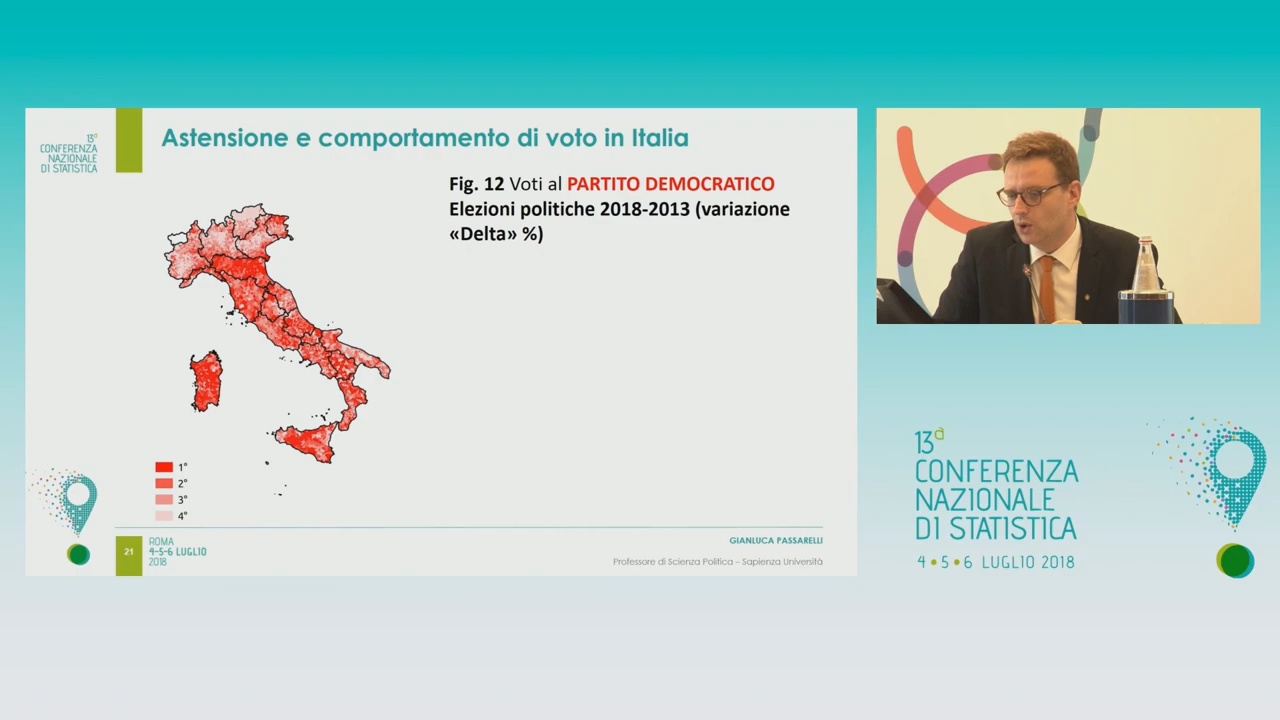 13ª
CONFERENZA
NAZIONALE
DI STATISTICA
Astensione e comportamento di voto in Italia
Fig. 12 Voti al PARTITO DEMOCRATICO
Elezioni politiche 2018-2013 (variazione
«Delta» %)
1°
2°
3°
4°
21
ROMA
4-5-6 LUGLIO
2018
GIANLUCA PASSARELLI
Professore di Scienza Politica – Sapienza Università
13ª
CONFERENZA
NAZIONALE
DI STATISTICA
4 • 5 • 6 LUGLIO 2018